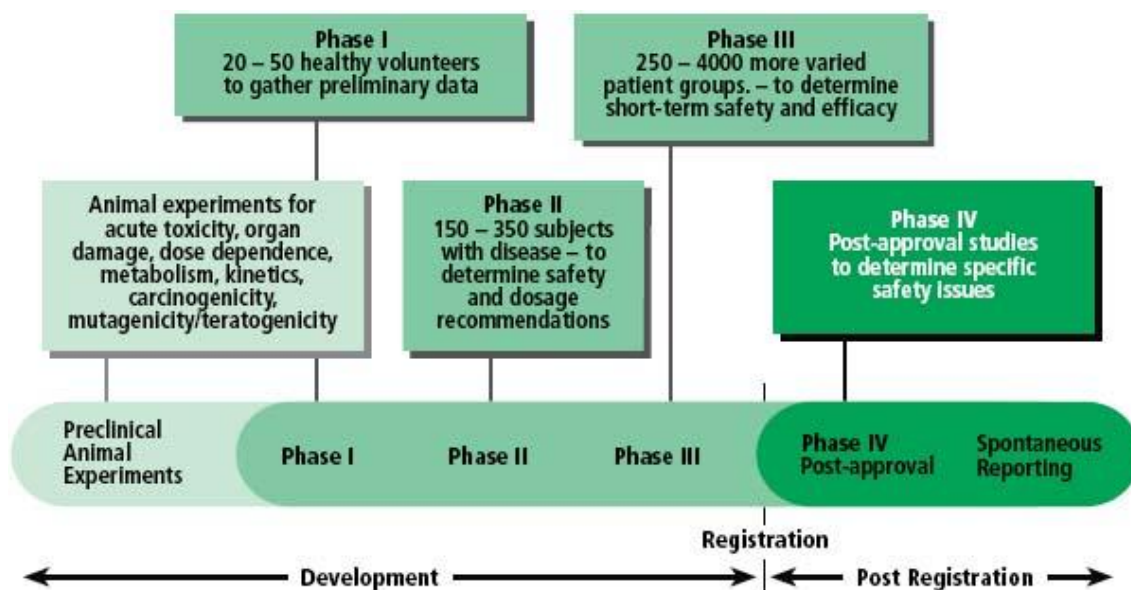 Phase I
20 – 50 healthy volunteers
to gather preliminary data
Phase III
250 – 4000 more varied
patient groups. – to determine
short-term safety and efficacy
Animal experiments for
acute toxicity, organ
damage, dose dependence,
metabolism, kinetics,
carcinogenicity,
mutagenicity/teratogenicity
Phase II
150 – 350 subjects
with disease – to
determine safety
and dosage
recommendations
Phase IV
Post-approval studies
to determine specific
safety issues
Preclinical
Animal
Experiments
Phase I
Phase II
Phase III
Phase IV
Post-approval
Spontaneous
Reporting
Registration
Development
Post Registration